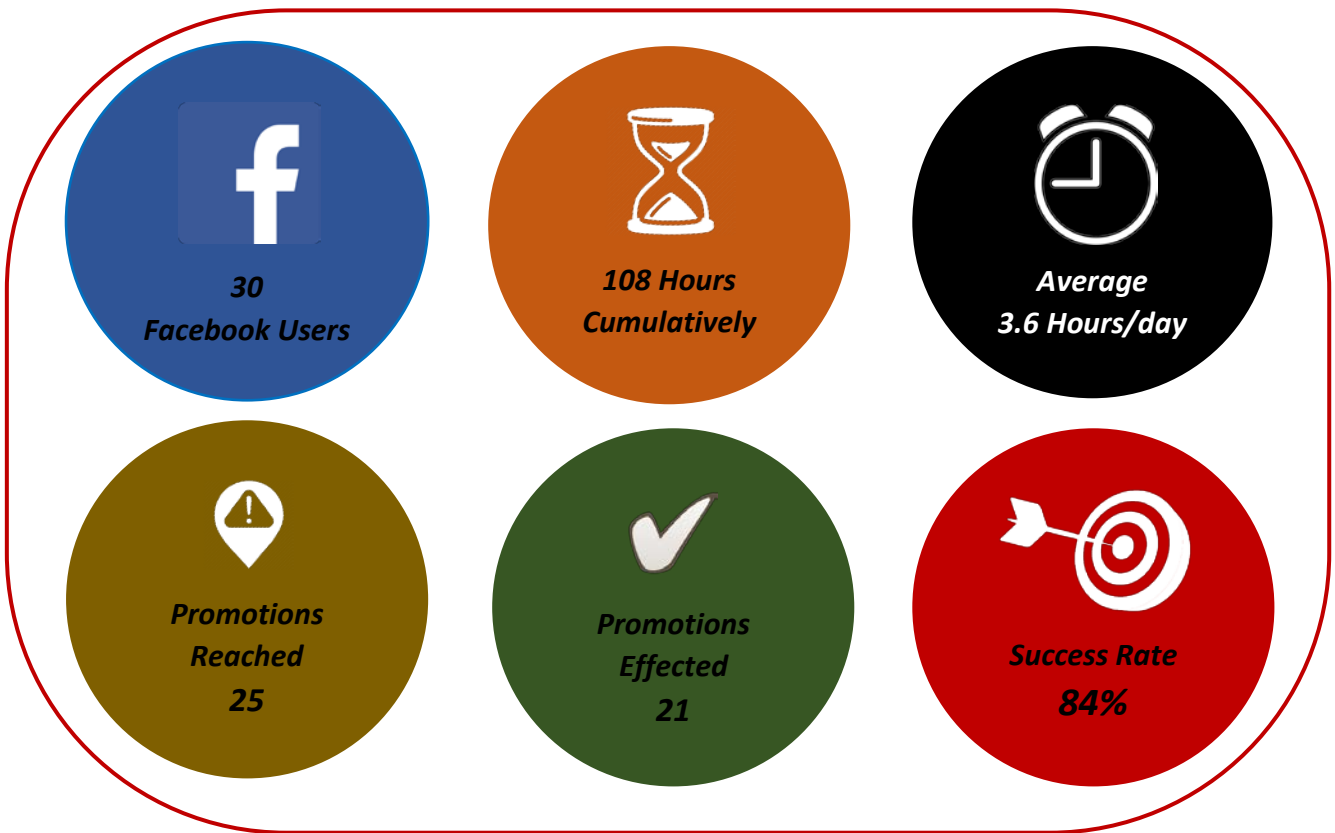 f
30
Facebook Users
108 Hours
Cumulatively
Average
3.6 Hours/day
Promotions
Reached
25
Promotions
Effected
21
Success Rate
84%